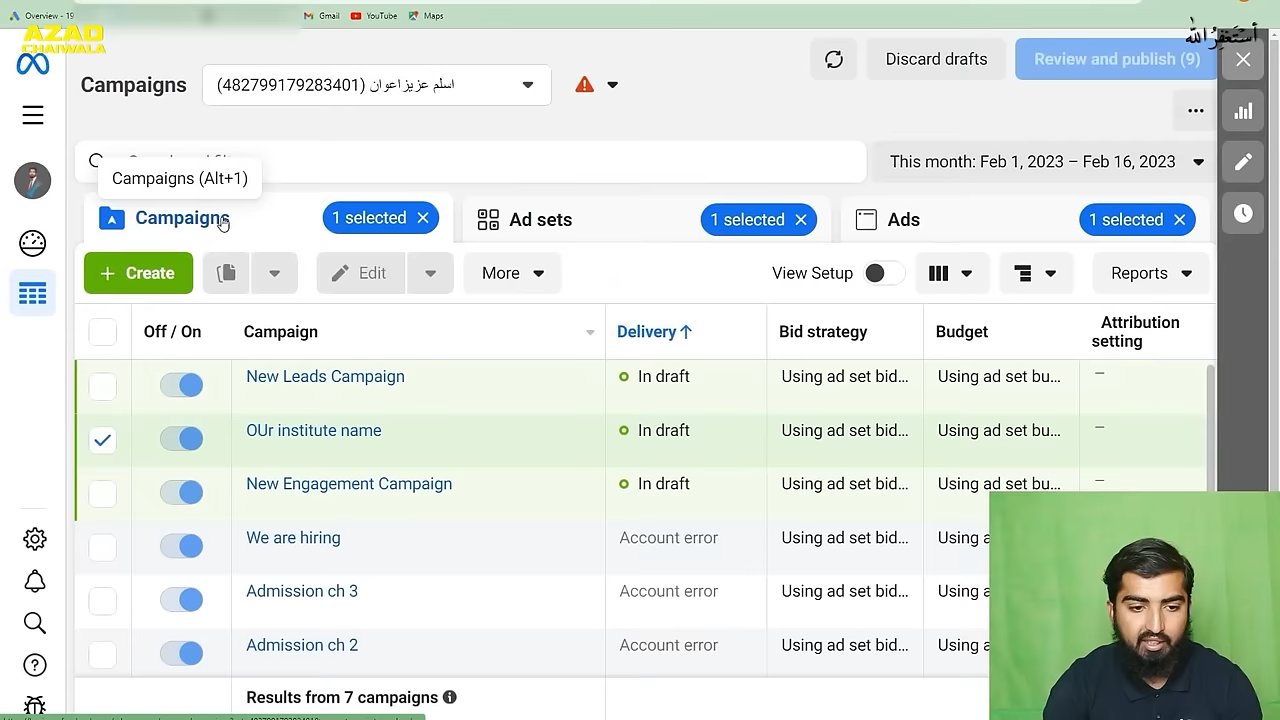 Overview - 19
Gmail
YouTube
Maps
AZAD
CHAIWALA
أستغفر الله
Campaigns
اسلم عزیزاعوان (482799179283401)
Discard drafts
Review and publish (9)
This month: Feb 1, 2023 – Feb 16, 2023
Campaigns (Alt+1)
Campaigns
1 selected
Ad sets
1 selected
Ads
1 selected
+ Create
Edit
More
View Setup
Reports
Off / On
Campaign
Delivery ↑
Bid strategy
Budget
Attribution
setting
New Leads Campaign
In draft
Using ad set bid...
Using ad set bu...
—
OUr institute name
In draft
Using ad set bid...
Using ad set bu...
—
New Engagement Campaign
In draft
Using ad set bid...
Using ad set bu...
—
We are hiring
Account error
Using ad set bid...
Using a
Admission ch 3
Account error
Using ad set bid...
Using a
Admission ch 2
Account error
Using ad set bid...
Using a
Results from 7 campaigns